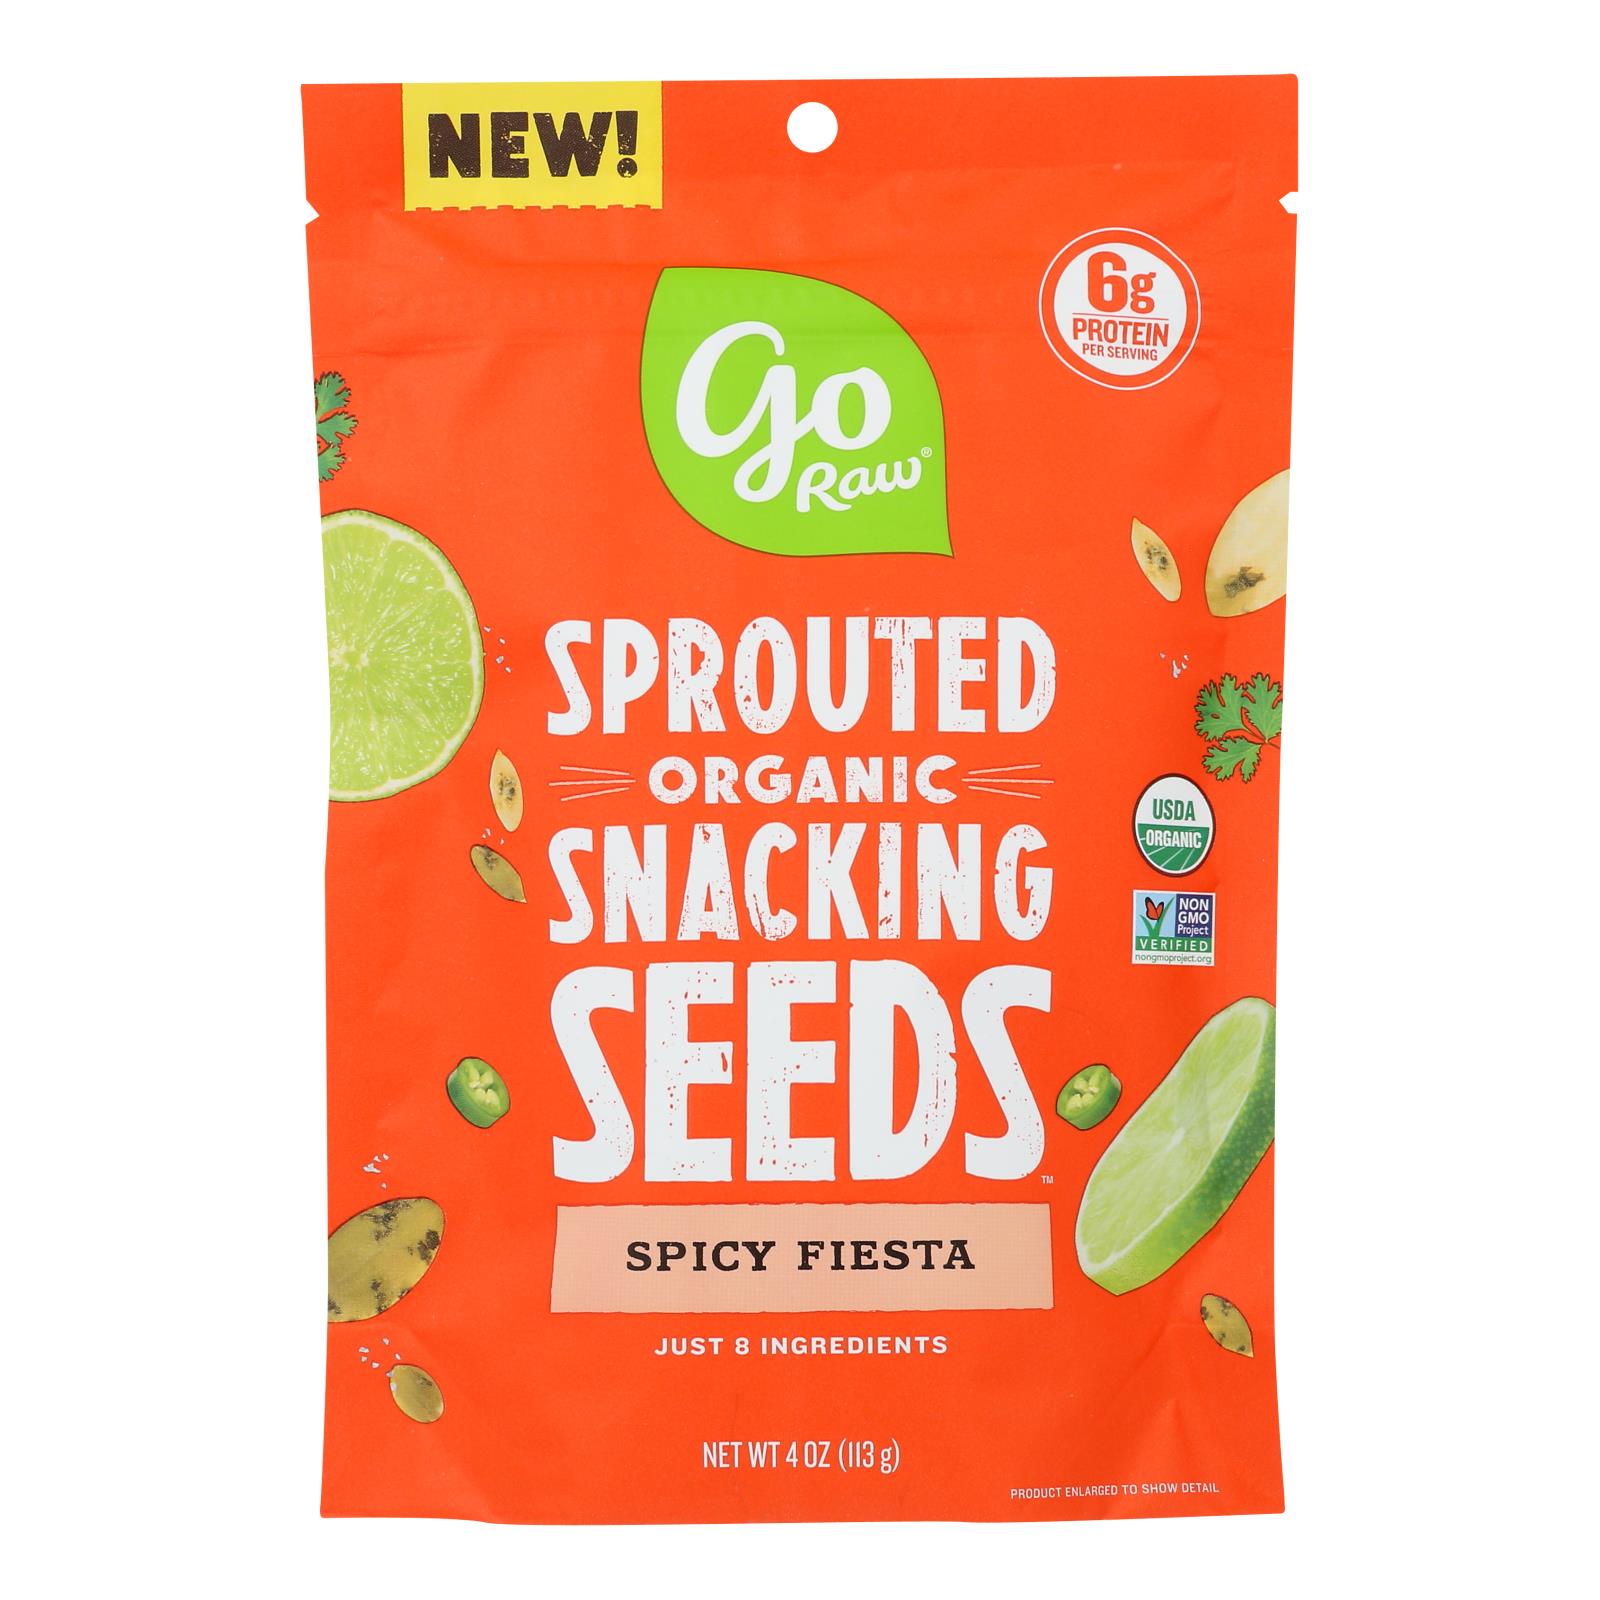 NEW!
6g
PROTEIN
PER SERVING
go
Raw®
SPROUTED
ORGANIC
SNACKING
SEEDS™
USDA
ORGANIC
NON
GMO
Project
VERIFIED
nongmoproject.org
SPICY FIESTA
JUST 8 INGREDIENTS
NET WT 4 OZ (113 g)
PRODUCT ENLARGED TO SHOW DETAIL